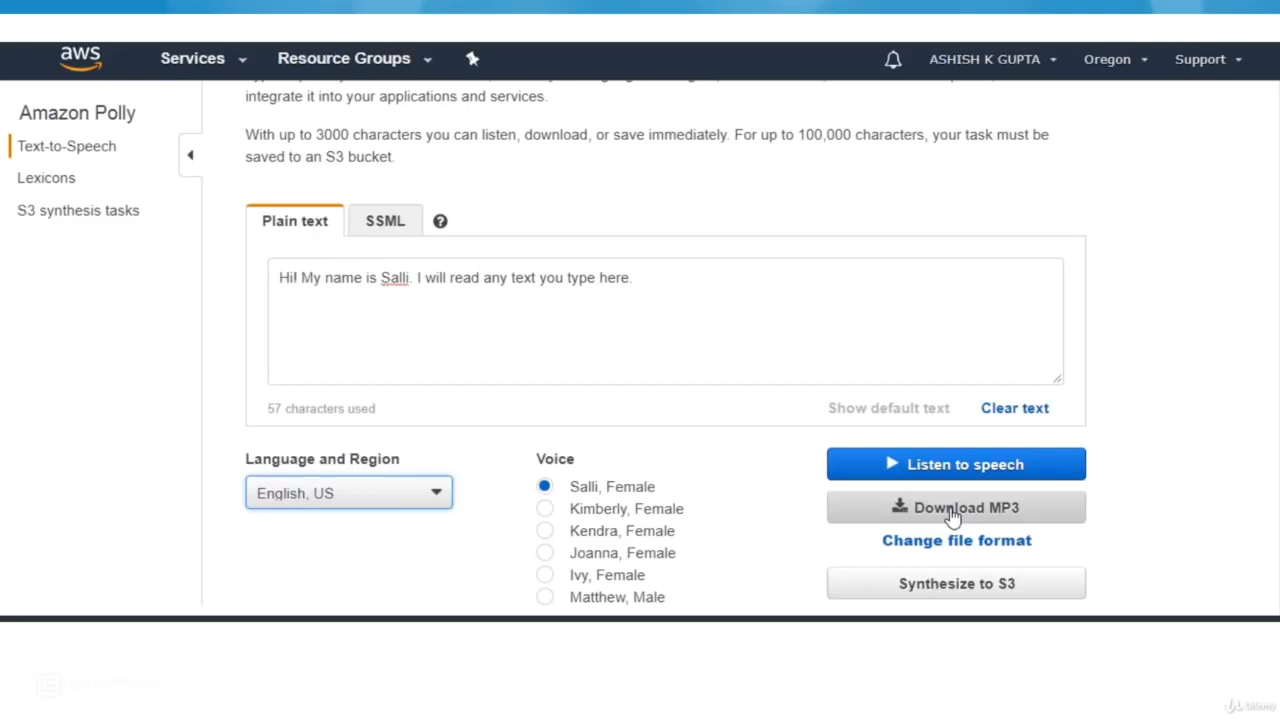 aws
Services
Resource Groups
ASHISH K GUPTA
Oregon
Support
Amazon Polly
Text-to-Speech
Lexicons
S3 synthesis tasks
integrate it into your applications and services.
With up to 3000 characters you can listen, download, or save immediately. For up to 100,000 characters, your task must be
saved to an S3 bucket.
Plain text
SSML
?
Hi! My name is Salli. I will read any text you type here.
57 characters used
Show default text
Clear text
Language and Region
English, US
Voice
Salli, Female
Kimberly, Female
Kendra, Female
Joanna, Female
Ivy, Female
Matthew, Male
Listen to speech
Download MP3
Change file format
Synthesize to S3
Udemy